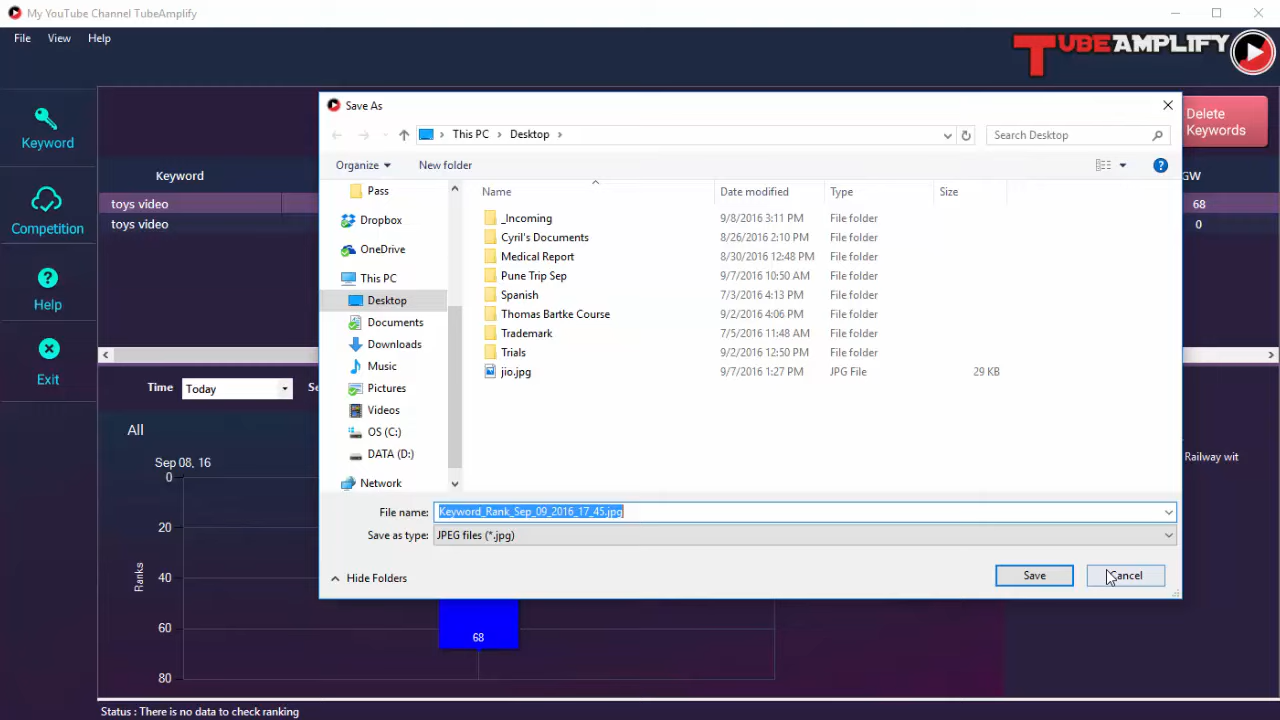 My YouTube Channel TubeAmplify
File View Help
TUBEAMPLIFY
Keyword
Competition
Help
Exit
Delete
Keywords
Keyword
GW
toys video
68
toys video
0
Time Today
All
Sep 08, 16
0
20
40
60
80
Ranks
68
Railway wit
Save As
This PC Desktop
Search Desktop
Organize New folder
Pass
Dropbox
OneDrive
This PC
Desktop
Documents
Downloads
Music
Pictures
Videos
OS (C:)
DATA (D:)
Network
Name Date modified Type Size
_Incoming 9/8/2016 3:11 PM File folder
Cyril's Documents 8/26/2016 2:10 PM File folder
Medical Report 8/30/2016 12:48 PM File folder
Pune Trip Sep 9/7/2016 10:50 AM File folder
Spanish 7/3/2016 4:13 PM File folder
Thomas Bartke Course 9/2/2016 4:06 PM File folder
Trademark 7/5/2016 11:48 AM File folder
Trials 9/2/2016 12:50 PM File folder
jio.jpg 9/7/2016 1:27 PM JPG File 29 KB
File name: Keyword_Rank_Sep_09_2016_17_45.jpg
Save as type: JPEG files (*.jpg)
Hide Folders
Save Cancel
Status : There is no data to check ranking